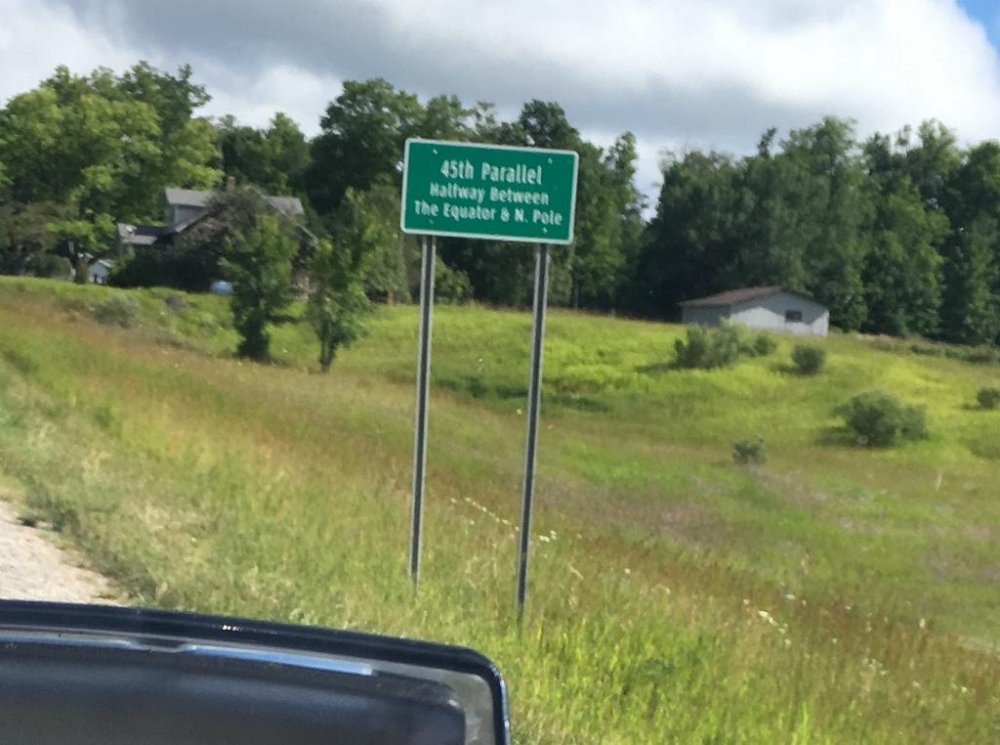 45th Parallel
Halfway Between
The Equator & N. Pole